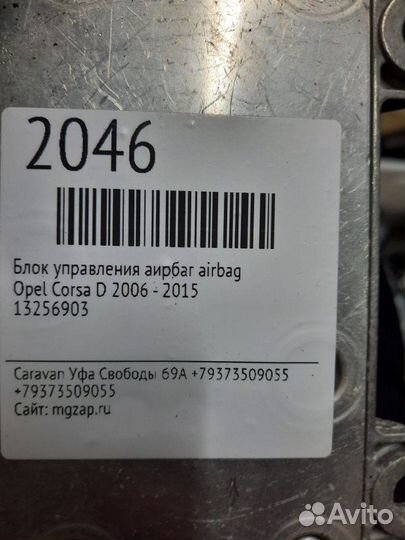 2046
Блок управления аирбаг airbag
Opel Corsa D 2006 - 2015
13256903
Caravan Уфа Свободы 69А +79373509055
+79373509055
Сайт: mgzap.ru
Avito